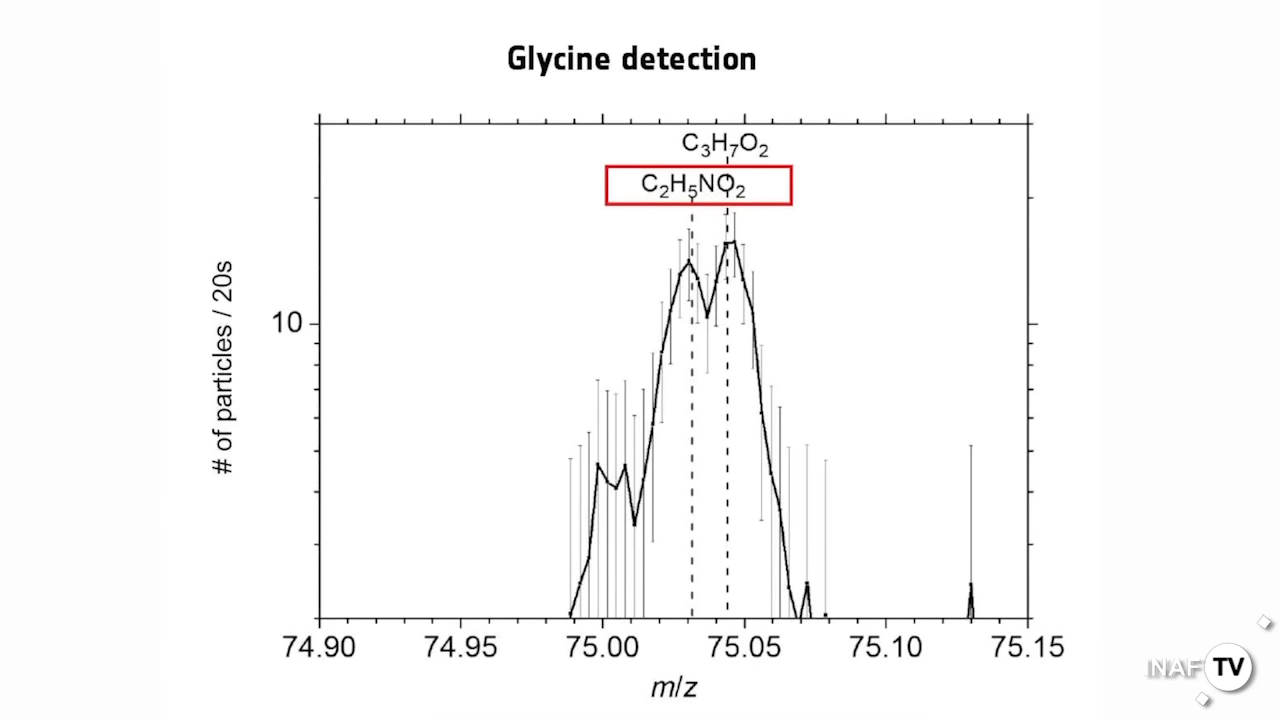 Glycine detection
C₃H₇O₂
C₂H₅NO₂
# of particles / 20s
10
74.90 74.95 75.00 75.05 75.10 75.15
m/z
INAF TV